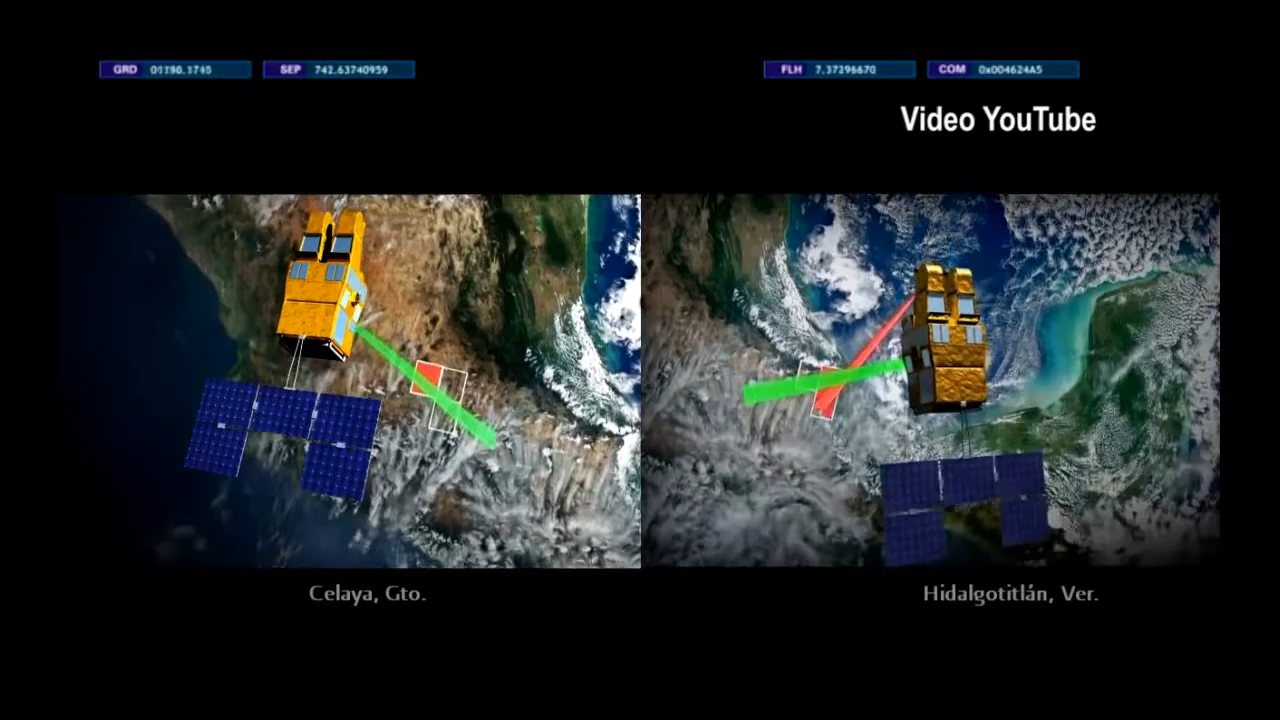 GRD
SEP 742.63740959
FLH 7.37296670
COM 0x004624A5
Video YouTube
Celaya, Gto.
Hidalgotitlán, Ver.